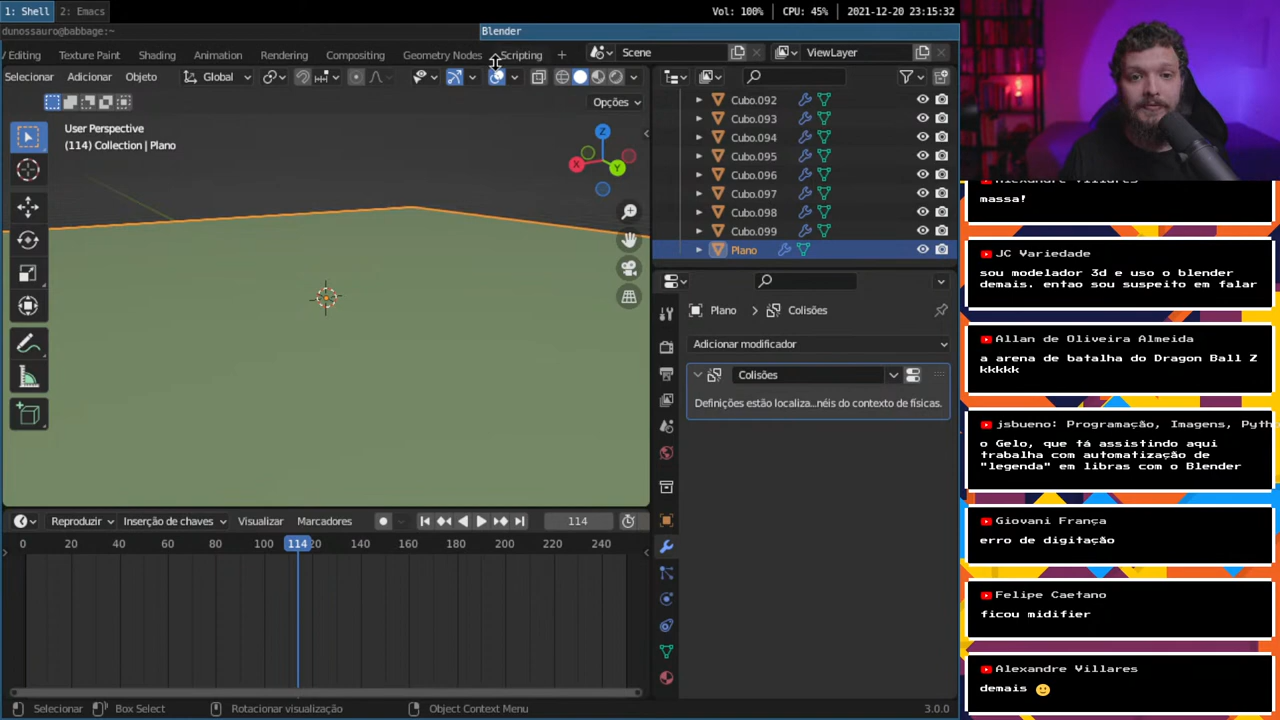 1: Shell 2: Emacs Vol: 100% | CPU: 45% | 2021-12-20 15:15:32
dunossauro@babbage:~ Blender
Editing Texture Paint Shading Animation Rendering Compositing Geometry Nodes Scripting + Scene ViewLayer
Selecionar Adicionar Objeto Global
Opções
User Perspective
(114) Collection | Plano
Z
X
Y
Cubo.092
Cubo.093
Cubo.094
Cubo.095
Cubo.096
Cubo.097
Cubo.098
Cubo.099
Plano
Plano > Colisões
Adicionar modificador
Colisões
Definições estão localiza...néis do contexto de físicas.
Reproduzir Inserção de chaves Visualizar Marcadores 114
0 20 40 60 80 100 114 120 140 160 180 200 220 240
Selecionar Box Select Rotacionar visualização Object Context Menu 3.0.0
massa!
JC Variedade
sou modelador 3d e uso o blender
demais. entao sou suspeito em falar
Allan de Oliveira Almeida
a arena de batalha do Dragon Ball Z
kkkkk
jsbueno: Programação, Imagens, Pyth
o Gelo, que tá assistindo aqui
trabalha com automatização de
"legenda" em libras com o Blender
Giovani França
erro de digitação
Felipe Caetano
ficou midifier
Alexandre Villares
demais 🙂